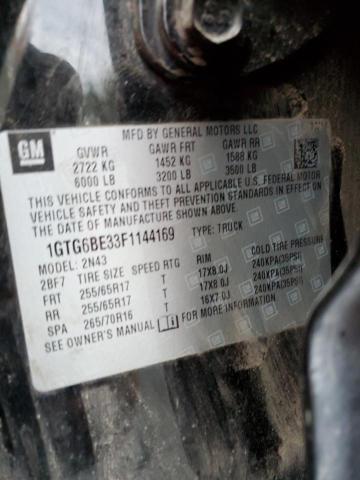 GM
MFD BY GENERAL MOTORS LLC
GVWR GAWR FRT GAWR RR
2722 KG 1452 KG 1588 KG
6000 LB 3200 LB 3500 LB
THIS VEHICLE CONFORMS TO ALL APPLICABLE U.S. FEDERAL MOTOR
VEHICLE SAFETY AND THEFT PREVENTION STANDARDS IN EFFECT ON
THE DATE OF MANUFACTURE SHOWN ABOVE.
1GTG6BE33F1144169 TYPE: TRUCK
MODEL: 2N43
2BF7 TIRE SIZE SPEED RTG RIM COLD TIRE PRESSURE
FRT 255/65R17 T 17X8.0J 240KPA(35PSI)
RR 255/65R17 T 17X8.0J 240KPA(35PSI)
SPA 265/70R16 T 16X7.0J 240KPA(35PSI)
SEE OWNER'S MANUAL FOR ADDITIONAL INFORMATION.